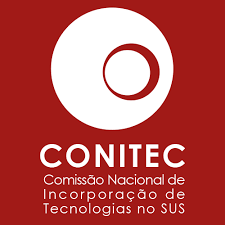 CONITEC
Comissão Nacional de
Incorporação de
Tecnologias no SUS